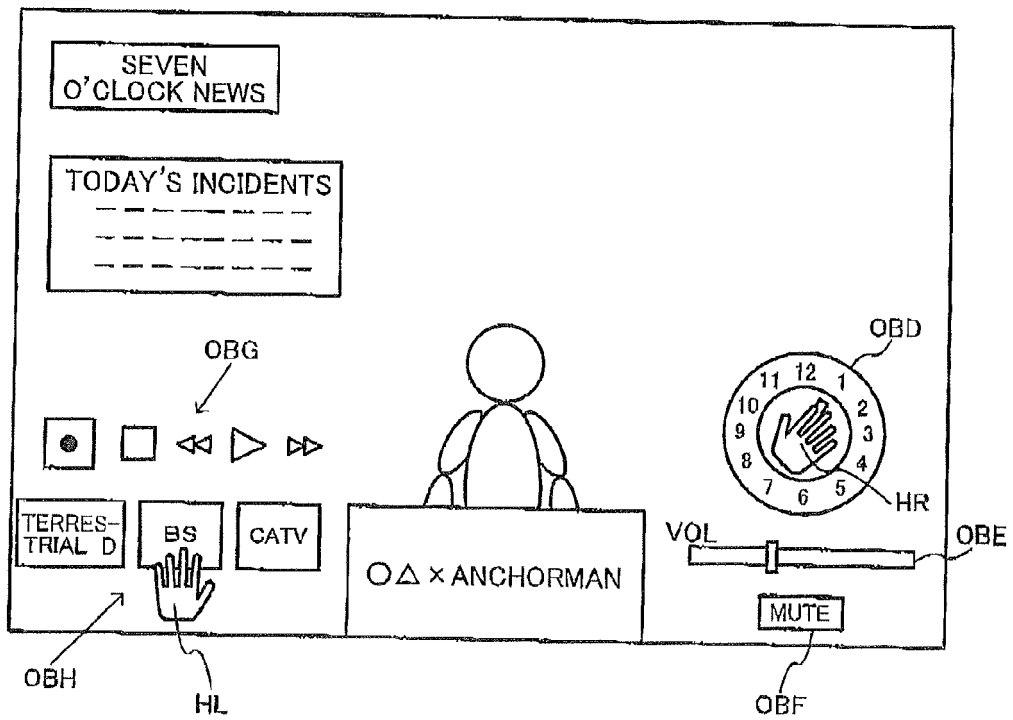 SEVEN
O'CLOCK NEWS
TODAY'S INCIDENTS
OBG
OBD
12
11 1
10 2
9 3
8 4
7 5
6
HR
TERRES-
TRIAL D
BS
CATV
VOL
OBE
○△×ANCHORMAN
MUTE
OBH
HL
OBF